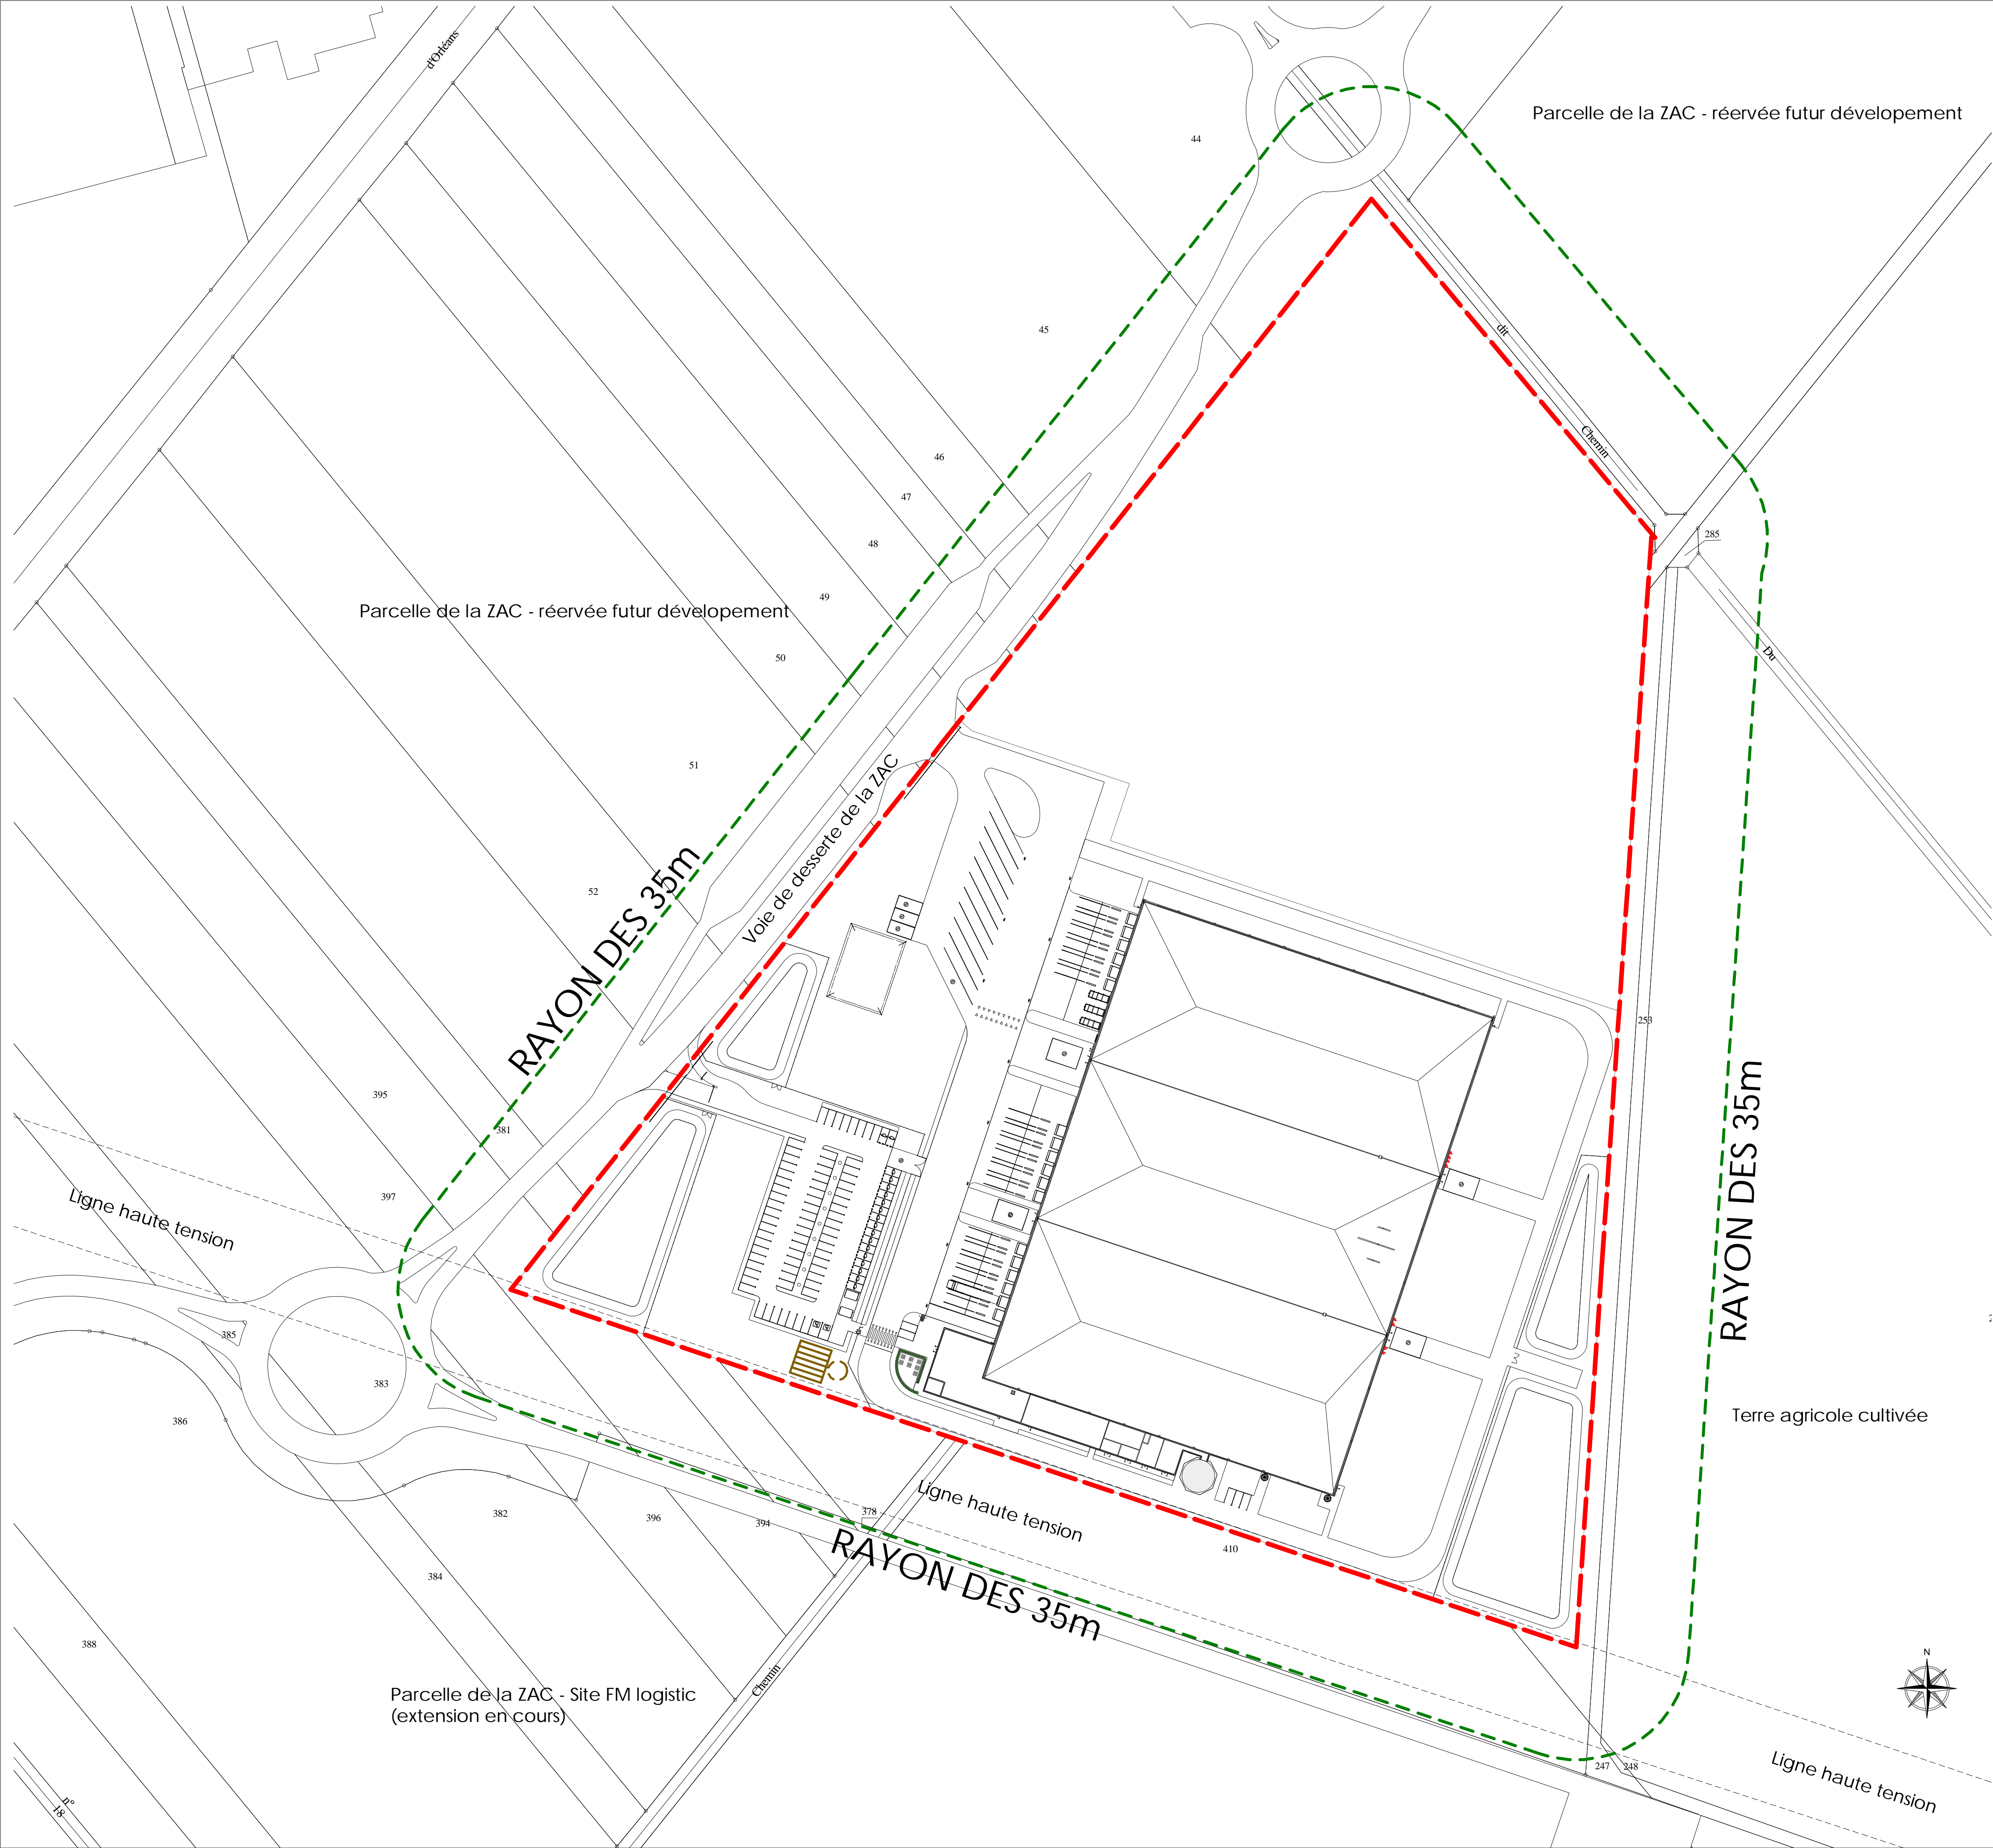 d'Orléans
44
Parcelle de la ZAC - réervée futur dévelopement
45
dit
Chemin
46
47
48
285
49
Parcelle de la ZAC - réervée futur dévelopement
50
Du
51
Voie de desserte de la ZAC
52
RAYON DES 35m
253
395
381
RAYON DES 35m
397
Ligne haute tension
385
383
386
Terre agricole cultivée
382
396
394
378
Ligne haute tension
410
RAYON DES 35m
384
388
Chemin
Parcelle de la ZAC - Site FM logistic
(extension en cours)
N
247
248
Ligne haute tension
n°
18